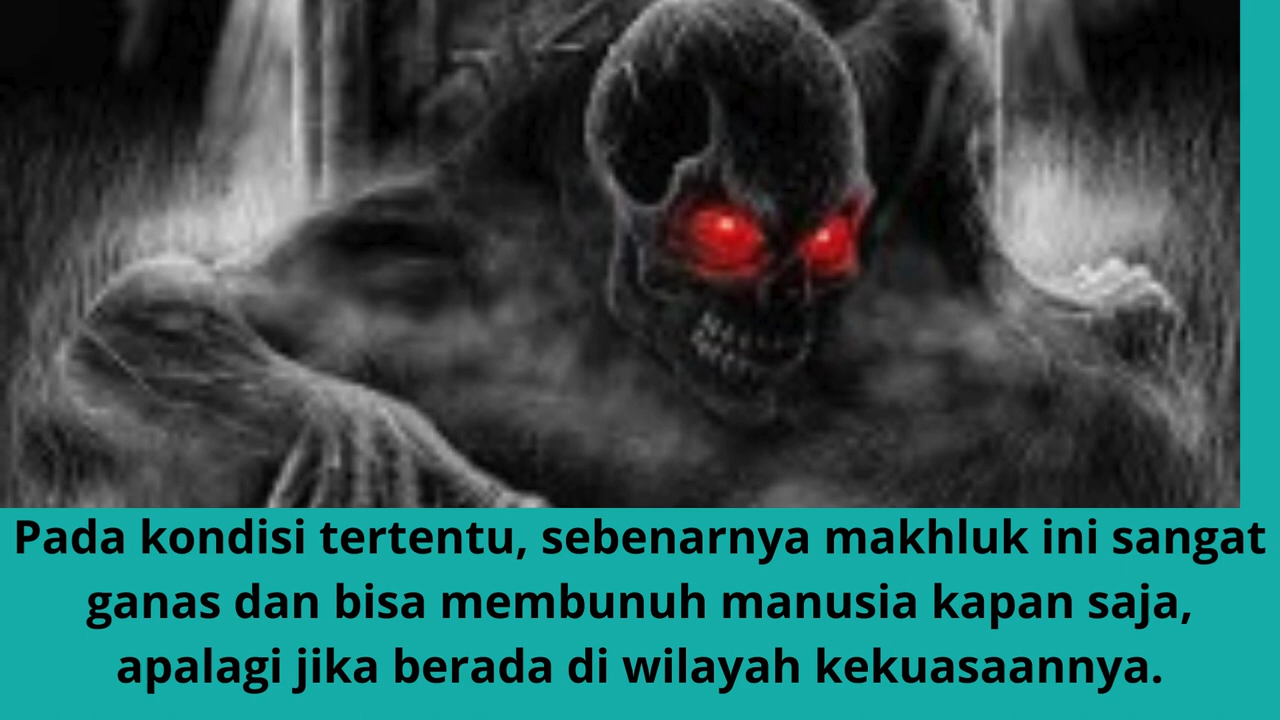 Pada kondisi tertentu, sebenarnya makhluk ini sangat
ganas dan bisa membunuh manusia kapan saja,
apalagi jika berada di wilayah kekuasaannya.